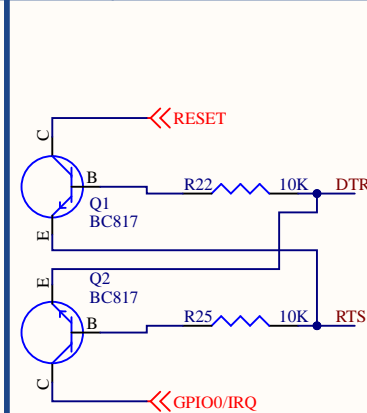 C
RESET
B
R22
10K
DTR
Q1
BC817
E
E
Q2
BC817
B
R25
10K
RTS
C
GPIO0/IRQ